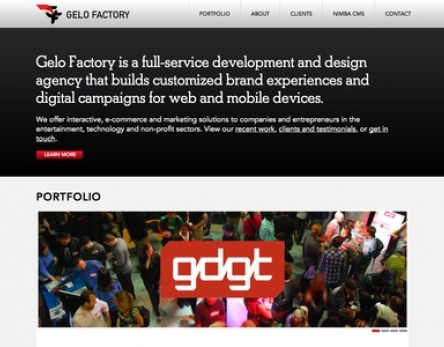 GELO FACTORY
PORTFOLIO ABOUT CLIENTS NIMBA CMS CONTACT
Gelo Factory is a full-service development and design
agency that builds customized brand experiences and
digital campaigns for web and mobile devices.
We offer interactive, e-commerce and marketing solutions to companies and entrepreneurs in the
entertainment, technology and non-profit sectors. View our recent work, clients and testimonials, or get in
touch.
LEARN MORE
PORTFOLIO
gdgt